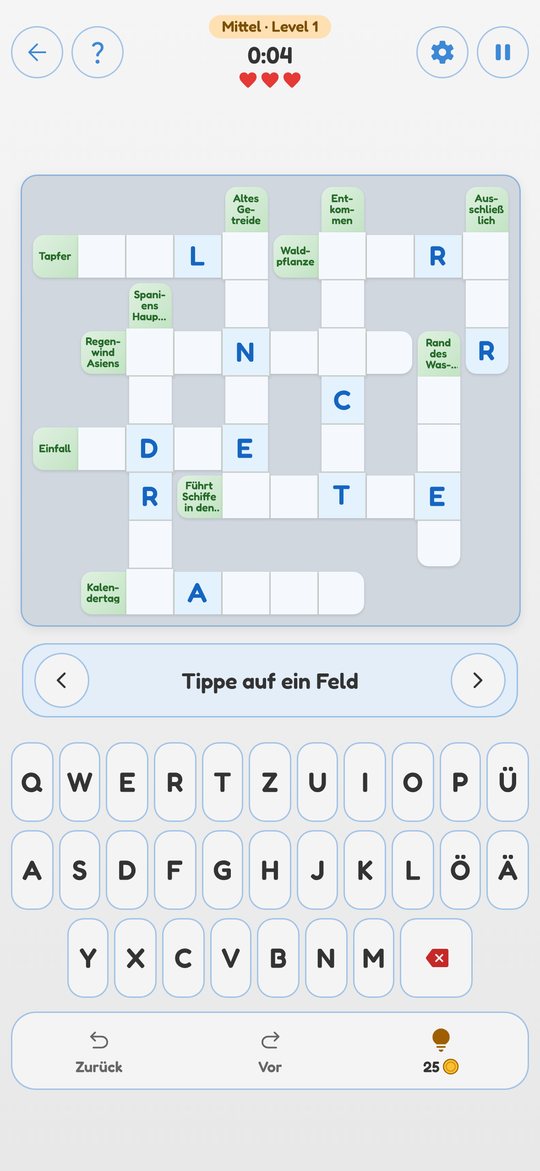 Mittel · Level 1
?
0:04
Altes
Ge-
treide
Ent-
kom-
men
Aus-
schließ
lich
Tapfer
L
Wald-
pflanze
R
Spani-
ens
Haup...
Regen-
wind
Asiens
N
Rand
des
Was-...
R
C
Einfall
D
E
R
Führt
Schiffe
in den..
T
E
Kalen-
dertag
A
Tippe auf ein Feld
Q W E R T Z U I O P Ü
A S D F G H J K L Ö Ä
Y X C V B N M
Zurück
Vor
25